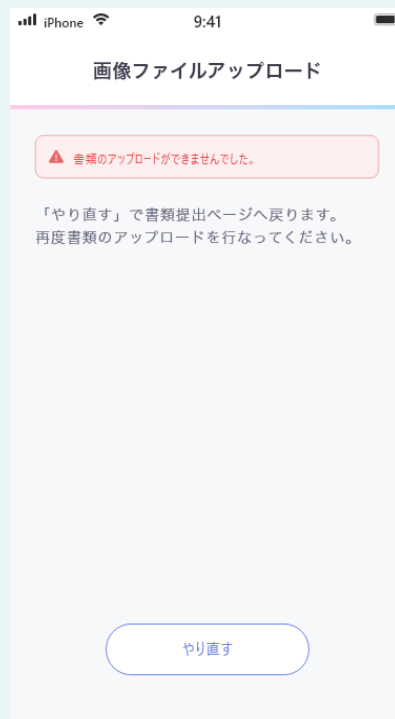 iPhone 9:41
画像ファイルアップロード
書類のアップロードができませんでした。
「やり直す」で書類提出ページへ戻ります。
再度書類のアップロードを行なってください。
やり直す